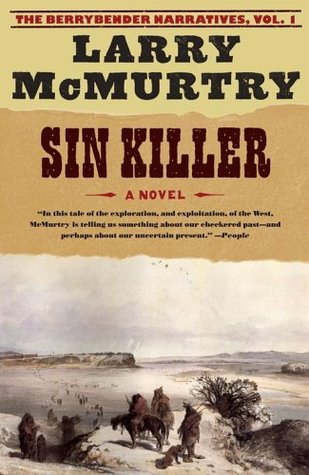 THE BERRYBENDER NARRATIVES, VOL. 1
LARRY
McMURTRY
SIN KILLER
A NOVEL
“In this tale of the exploration, and exploitation, of the West,
McMurtry is telling us something about our checkered past—and
perhaps about our uncertain present.” —People